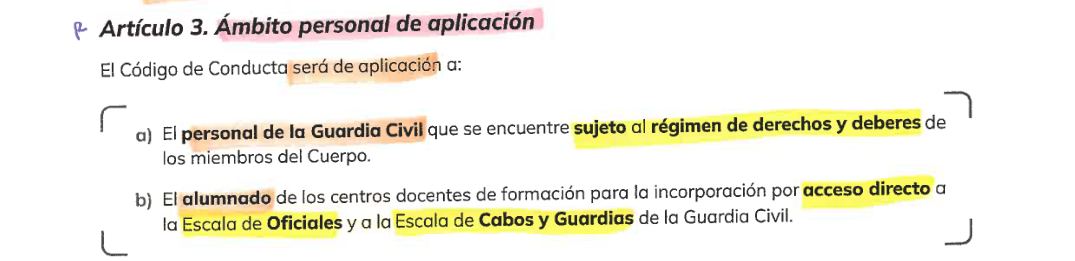 Artículo 3. Ámbito personal de aplicación
El Código de Conducta será de aplicación a:
a) El personal de la Guardia Civil que se encuentre sujeto al régimen de derechos y deberes de
los miembros del Cuerpo.
b) El alumnado de los centros docentes de formación para la incorporación por acceso directo a
la Escala de Oficiales y a la Escala de Cabos y Guardias de la Guardia Civil.